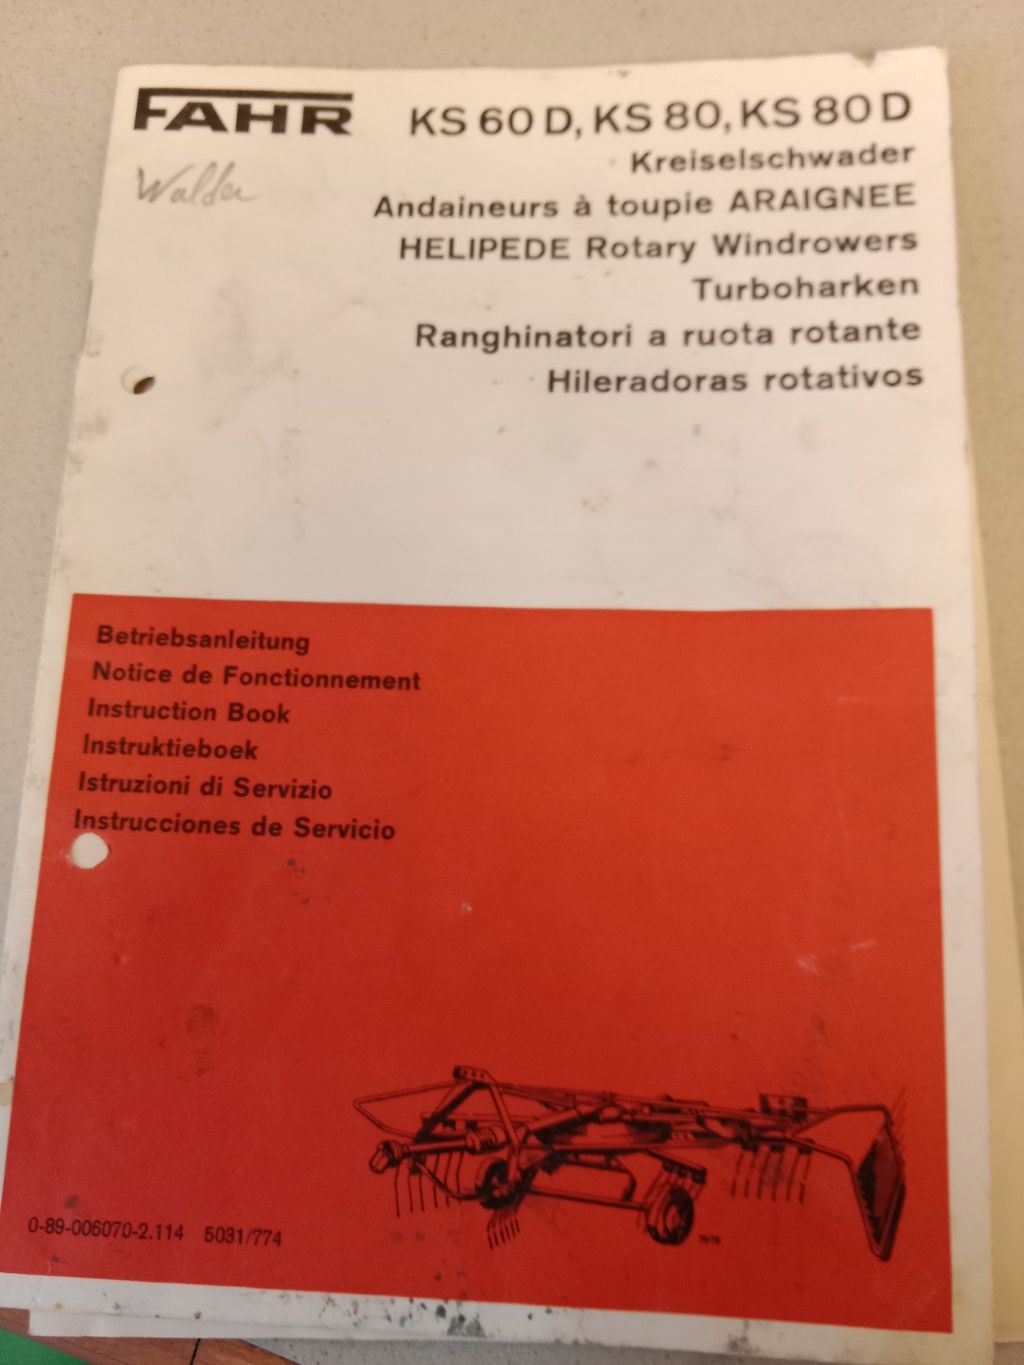 FAHR
KS 60 D, KS 80, KS 80 D
Kreiselschwader
Andaineurs à toupie ARAIGNEE
HELIPEDE Rotary Windrowers
Turboharken
Ranghinatori a ruota rotante
Hileradoras rotativos
Betriebsanleitung
Notice de Fonctionnement
Instruction Book
Instruktieboek
Istruzioni di Servizio
Instrucciones de Servicio
0-89-006070-2.114 5031/774